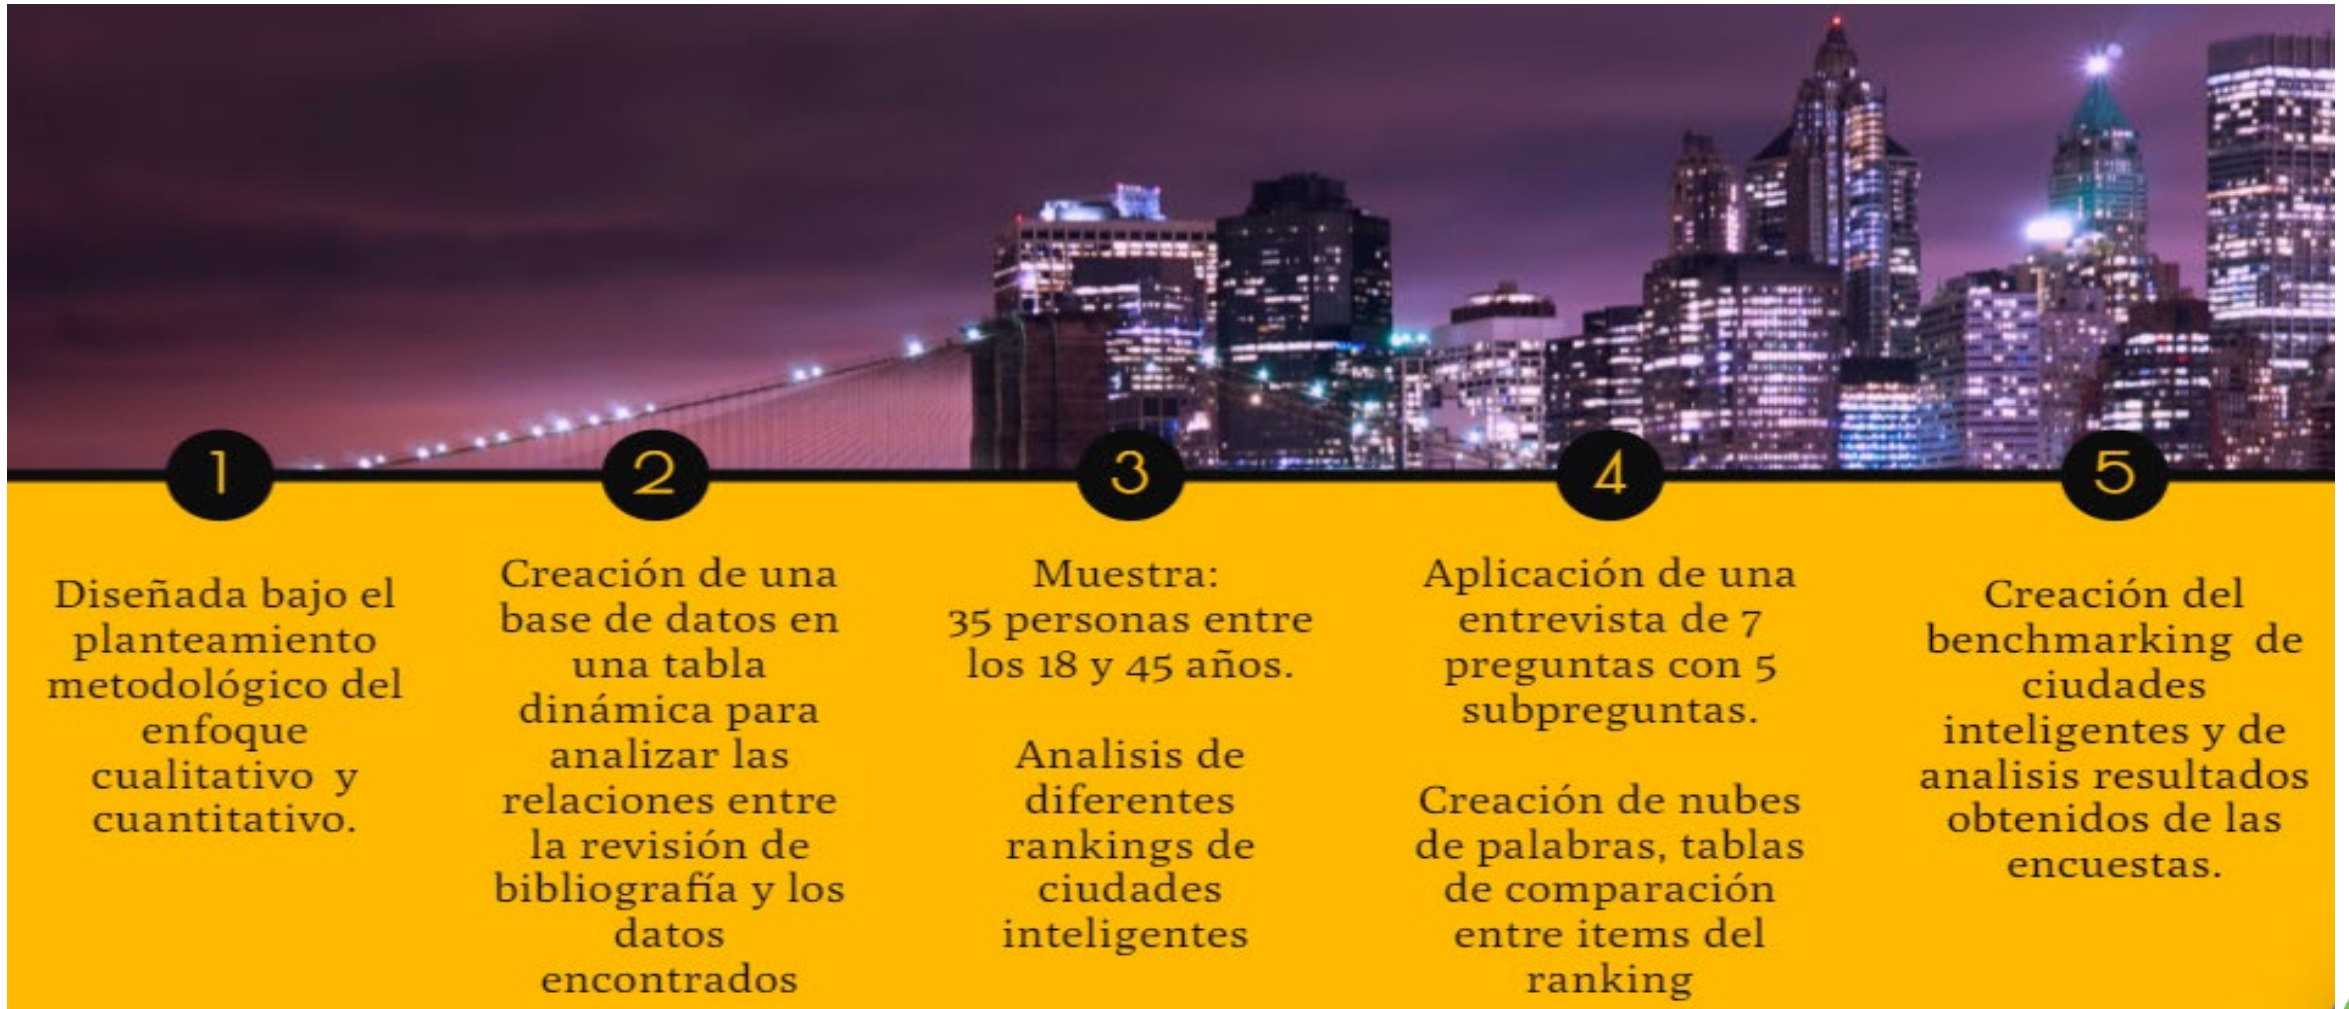 1
Diseñada bajo el
planteamiento
metodológico del
enfoque
cualitativo y
cuantitativo.
2
Creación de una
base de datos en
una tabla
dinámica para
analizar las
relaciones entre
la revisión de
bibliografía y los
datos
encontrados
3
Muestra:
35 personas entre
los 18 y 45 años.
Analisis de
diferentes
rankings de
ciudades
inteligentes
4
Aplicación de una
entrevista de 7
preguntas con 5
subpreguntas.
Creación de nubes
de palabras, tablas
de comparación
entre items del
ranking
5
Creación del
benchmarking de
ciudades
inteligentes y de
analisis resultados
obtenidos de las
encuestas.